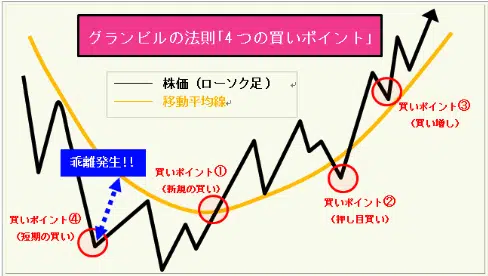 グランビルの法則「4つの買いポイント」
株価（ローソク足）
移動平均線
買いポイント③
（買い増し）
乖離発生!!
買いポイント①
（新規の買い）
買いポイント②
（押し目買い）
買いポイント④
（短期の買い）